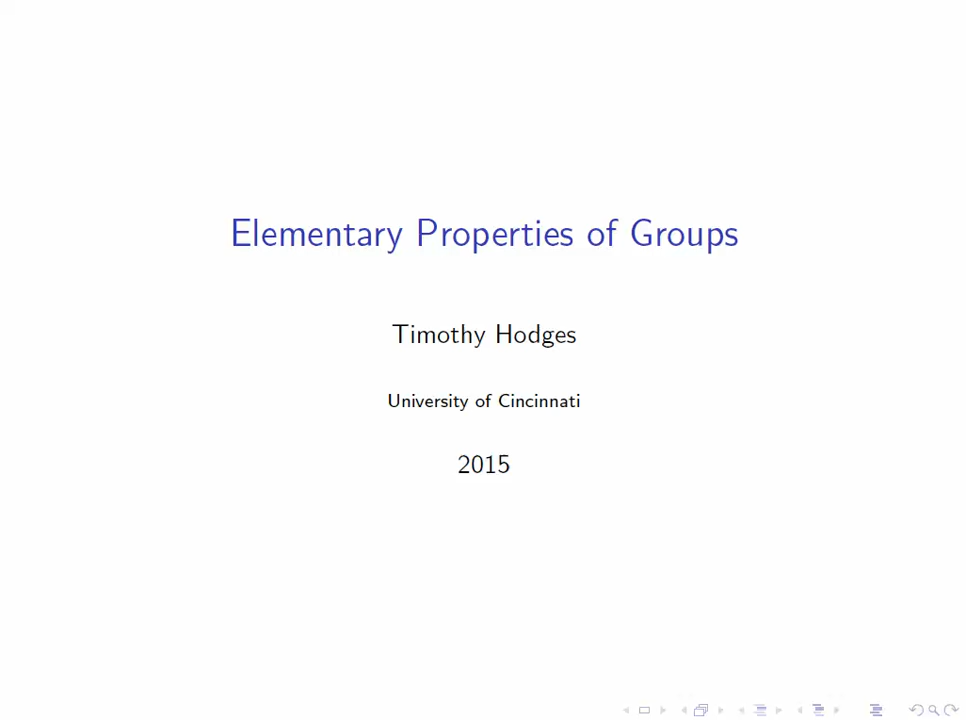 Elementary Properties of Groups
Timothy Hodges
University of Cincinnati
2015